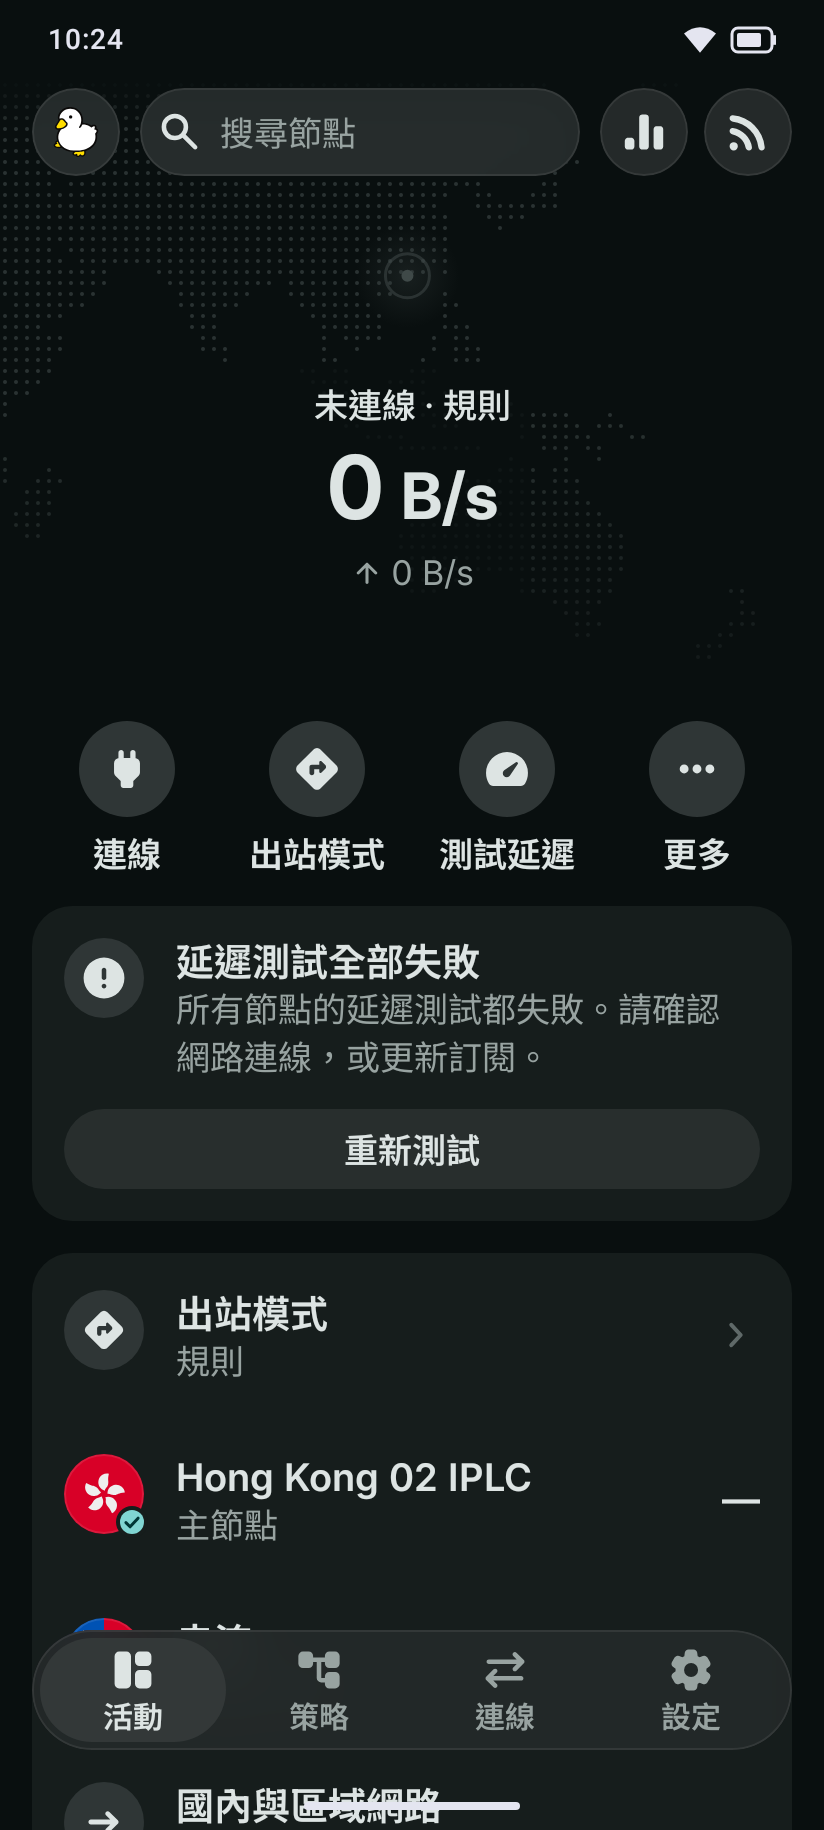 10:24
搜尋節點
未連線 · 規則
0 B/s
↑ 0 B/s
連線
出站模式
測試延遲
更多
延遲測試全部失敗
所有節點的延遲測試都失敗。請確認
網路連線，或更新訂閱。
重新測試
出站模式
規則
Hong Kong 02 IPLC
主節點
活動
策略
連線
設定
國內與區域網路